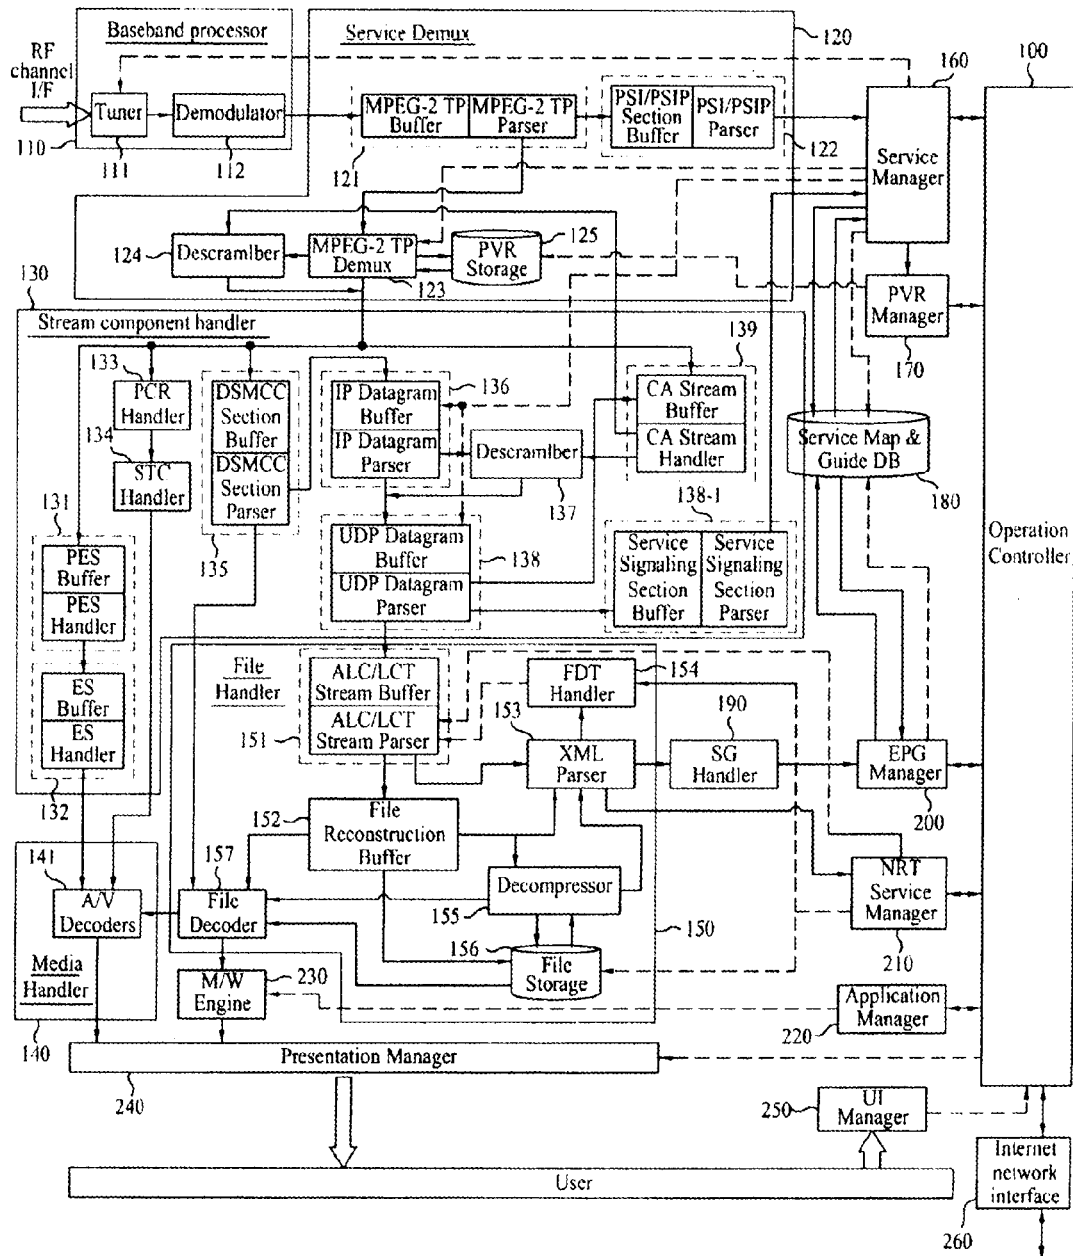 Baseband processor
Service Demux
120
RF
channel
I/F
160
100
Tuner
Demodulator
MPEG-2 TP
Buffer
MPEG-2 TP
Parser
PSI/PSIP
Section
Buffer
PSI/PSIP
Parser
110
111
112
121
122
Service
Manager
124
Descramlber
MPEG-2 TP
Demux
123
PVR
Storage
125
130
PVR
Manager
170
Stream component handler
139
133
PCR
Handler
134
STC
Handler
DSMCC
Section
Buffer
DSMCC
Section
Parser
135
IP Datagram
Buffer
IP Datagram
Parser
136
Descramlber
137
CA Stream
Buffer
CA Stream
Handler
Service Map &
Guide DB
180
138-1
131
PES
Buffer
PES
Handler
UDP Datagram
Buffer
UDP Datagram
Parser
138
Service
Signaling
Section
Buffer
Service
Signaling
Section
Parser
Operation
Controller
ES
Buffer
ES
Handler
132
File
Handler
ALC/LCT
Stream Buffer
ALC/LCT
Stream Parser
151
FDT
Handler
154
153
XML
Parser
190
SG
Handler
EPG
Manager
200
152
File
Reconstruction
Buffer
141
A/V
Decoders
157
File
Decoder
Decompressor
155
156
File
Storage
150
NRT
Service
Manager
210
Media
Handler
140
M/W
Engine
230
Application
Manager
220
Presentation Manager
240
250
UI
Manager
User
Internet
network
interface
260